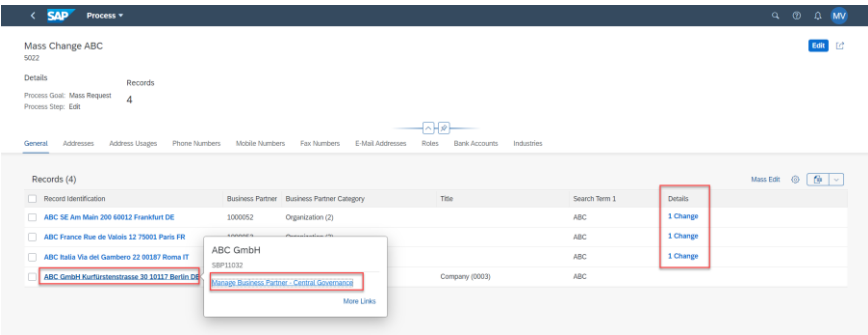 SAP Process
MV
Mass Change ABC
Edit
5022
Details
Records
Process Goal: Mass Request
4
Process Step: Edit
General Addresses Address Usages Phone Numbers Mobile Numbers Fax Numbers E-Mail Addresses Roles Bank Accounts Industries
Records (4)
Mass Edit
Record Identification Business Partner Business Partner Category Title Search Term 1 Details
ABC SE Am Main 200 60012 Frankfurt DE 1000052 Organization (2) ABC 1 Change
ABC France Rue de Valois 12 75001 Paris FR ABC 1 Change
ABC Italia Via del Gambero 22 00187 Roma IT ABC 1 Change
ABC GmbH Kurfürstenstrasse 30 10117 Berlin DE Company (0003) ABC
ABC GmbH
SBP11032
Manage Business Partner - Central Governance
More Links